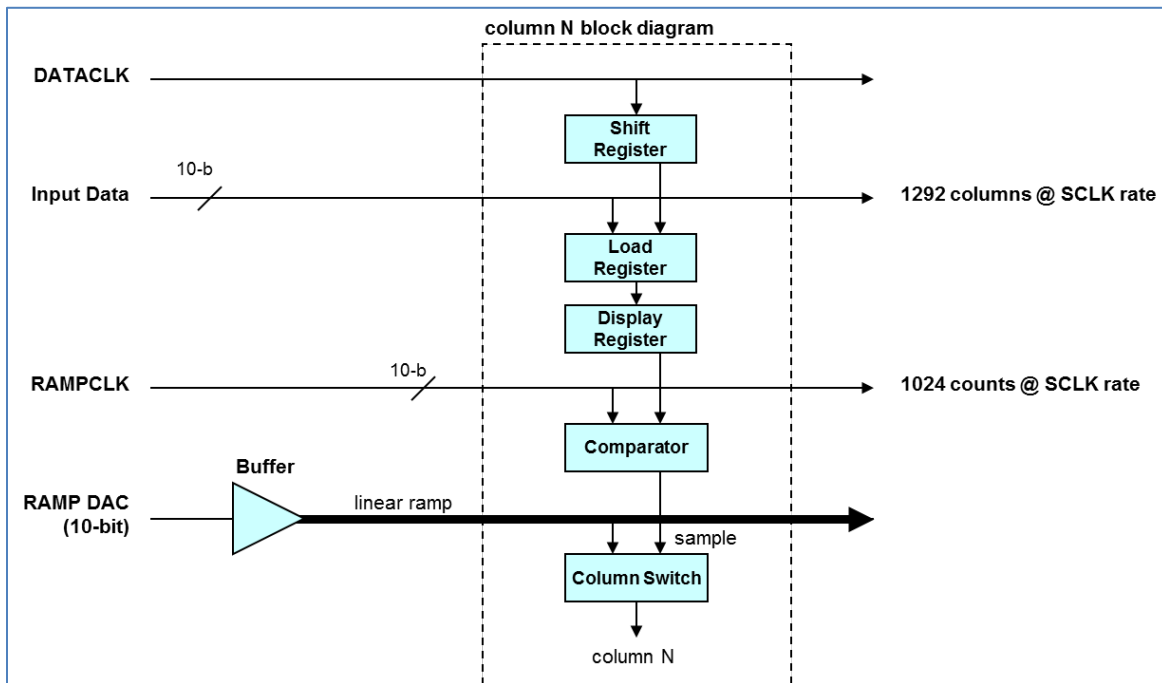 column N block diagram
DATACLK
Shift
Register
10-b
Input Data
1292 columns @ SCLK rate
Load
Register
Display
Register
10-b
RAMPCLK
1024 counts @ SCLK rate
Comparator
Buffer
RAMP DAC
(10-bit)
linear ramp
sample
Column Switch
column N